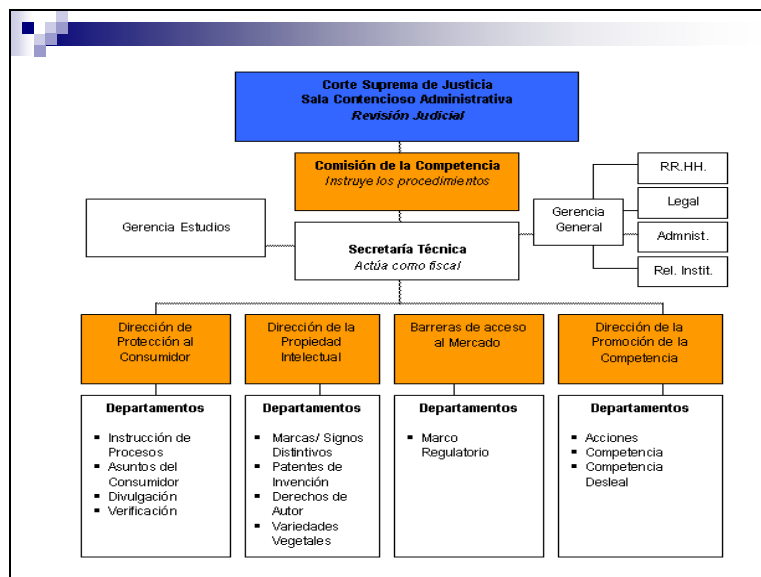 Corte Suprema de Justicia
Sala Contencioso Administrativa
Revisión Judicial
Comisión de la Competencia
Instruye los procedimientos
Gerencia Estudios
Secretaría Técnica
Actúa como fiscal
Gerencia
General
RR.HH.
Legal
Admnist.
Rel. Instit.
Dirección de
Protección al
Consumidor
Dirección de la
Propiedad
Intelectual
Barreras de acceso
al Mercado
Dirección de la
Promoción de la
Competencia
Departamentos
▪ Instrucción de
Procesos
▪ Asuntos del
Consumidor
▪ Divulgación
▪ Verificación
Departamentos
▪ Marcas/ Signos
Distintivos
▪ Patentes de
Invención
▪ Derechos de
Autor
▪ Variedades
Vegetales
Departamentos
▪ Marco
Regulatorio
Departamentos
▪ Acciones
▪ Competencia
▪ Competencia
Desleal